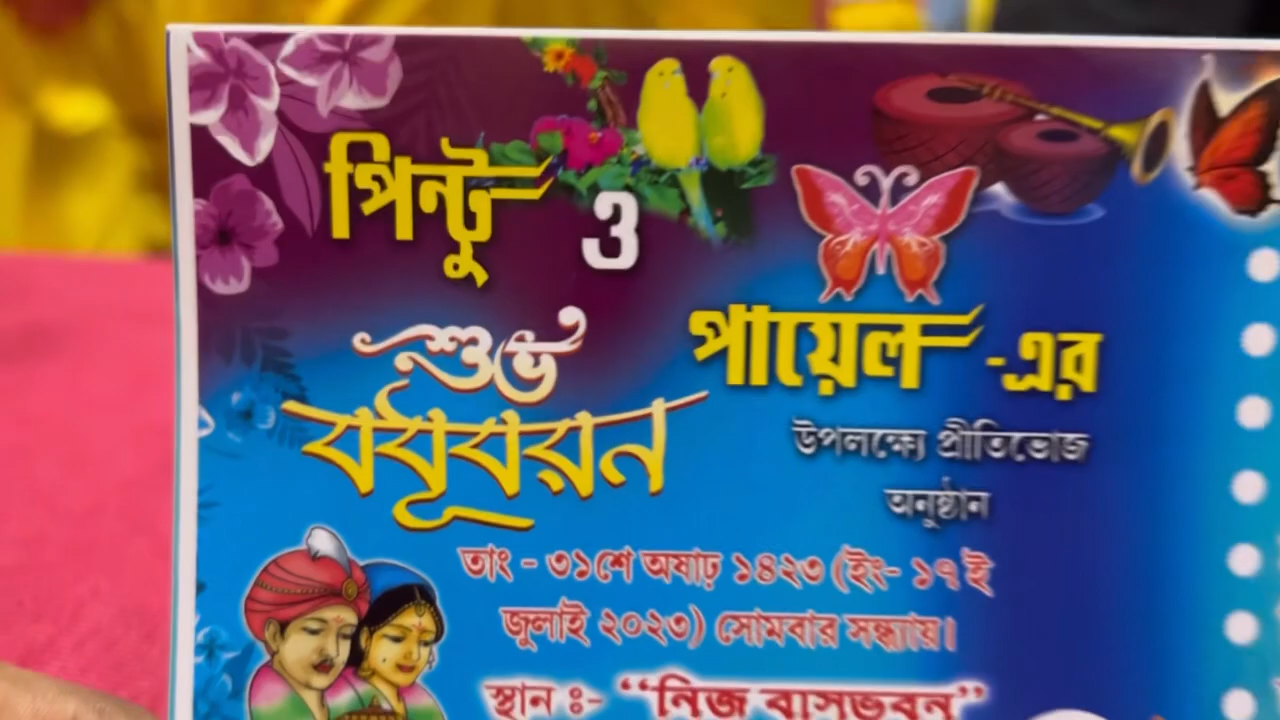 পিন্টু ও
পায়েল -এর
শুভ
বধূবরন
উপলক্ষ্যে প্রীতিভোজ
অনুষ্ঠান
তাং - ৩১শে অষাঢ় ১৪২৩ (ইং- ১৭ই
জুলাই ২০২৩) সোমবার সন্ধ্যায়।
স্থান ঃ- “নিজ বাসভবন”